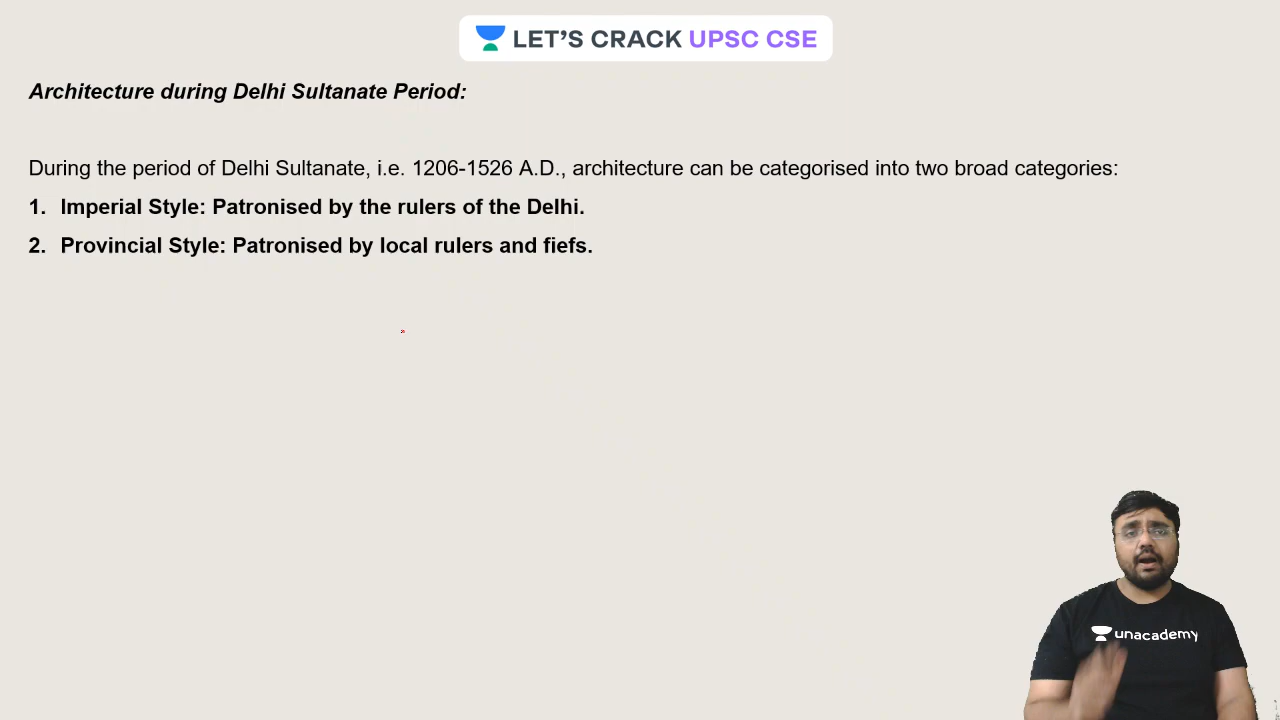 LET'S CRACK UPSC CSE
Architecture during Delhi Sultanate Period:
During the period of Delhi Sultanate, i.e. 1206-1526 A.D., architecture can be categorised into two broad categories:
1. Imperial Style: Patronised by the rulers of the Delhi.
2. Provincial Style: Patronised by local rulers and fiefs.
unacademy